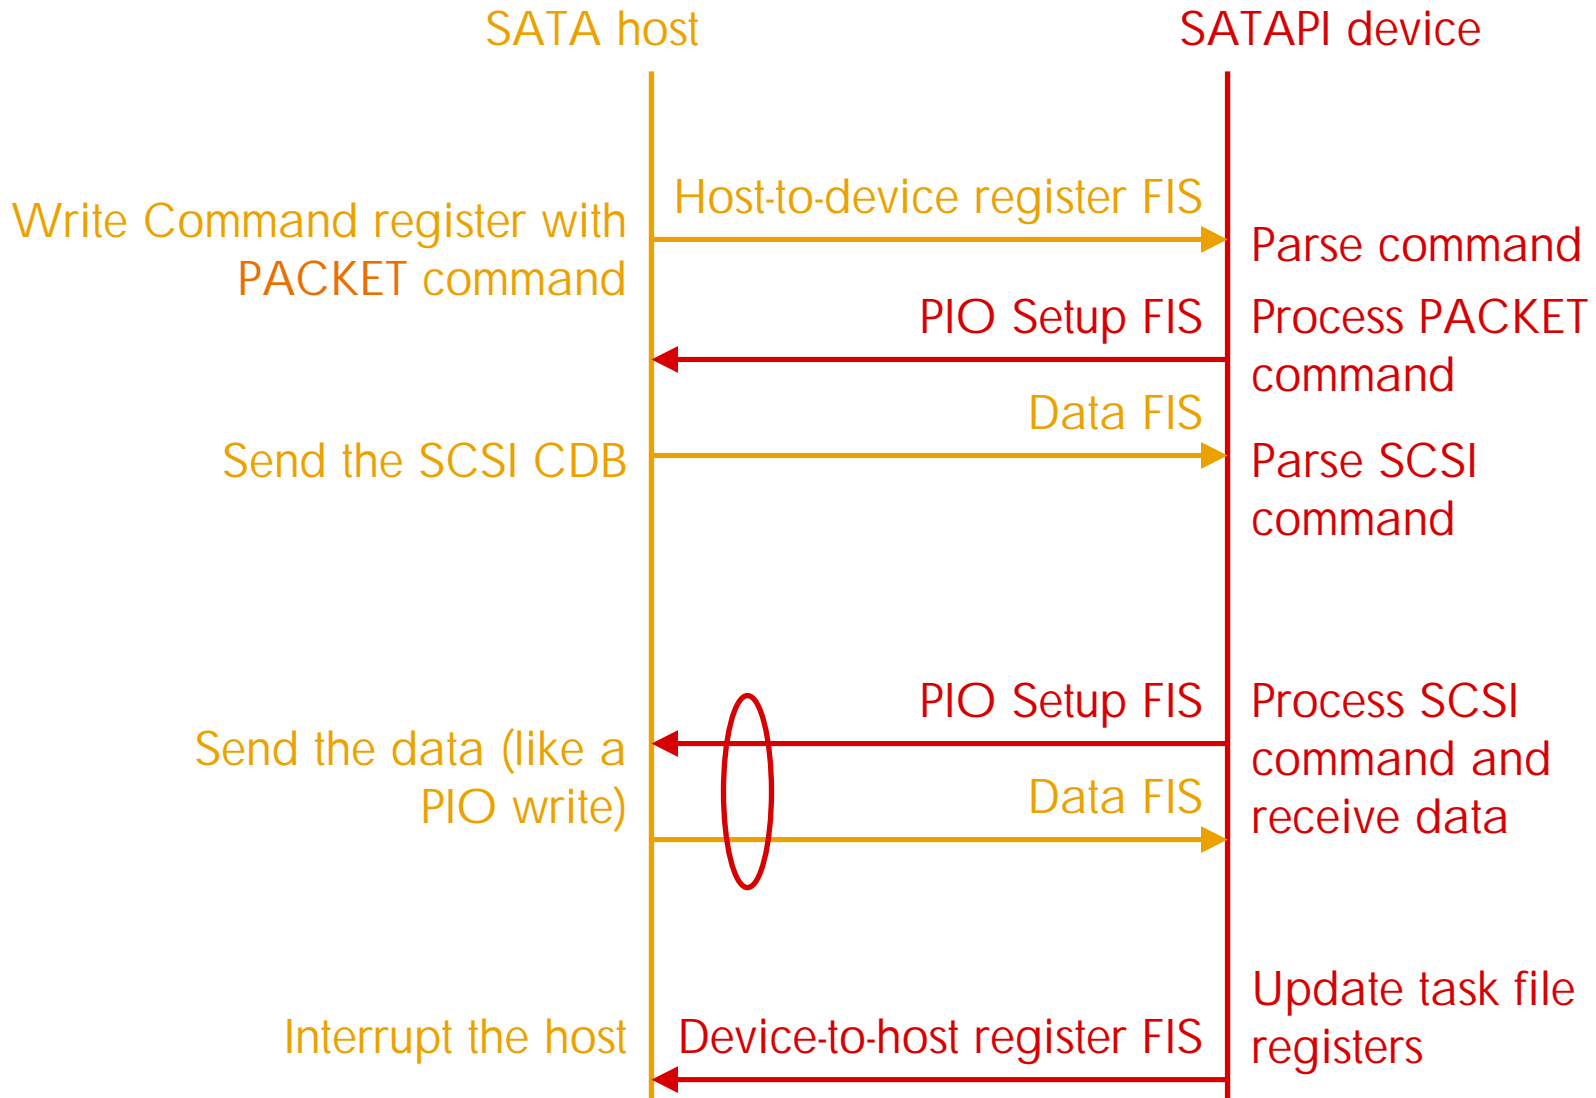 SATA host
SATAPI device
Host-to-device register FIS
Write Command register with
PACKET command
Parse command
PIO Setup FIS
Process PACKET
command
Data FIS
Send the SCSI CDB
Parse SCSI
command
PIO Setup FIS
Process SCSI
command and
receive data
Send the data (like a
PIO write)
Data FIS
Update task file
registers
Interrupt the host
Device-to-host register FIS